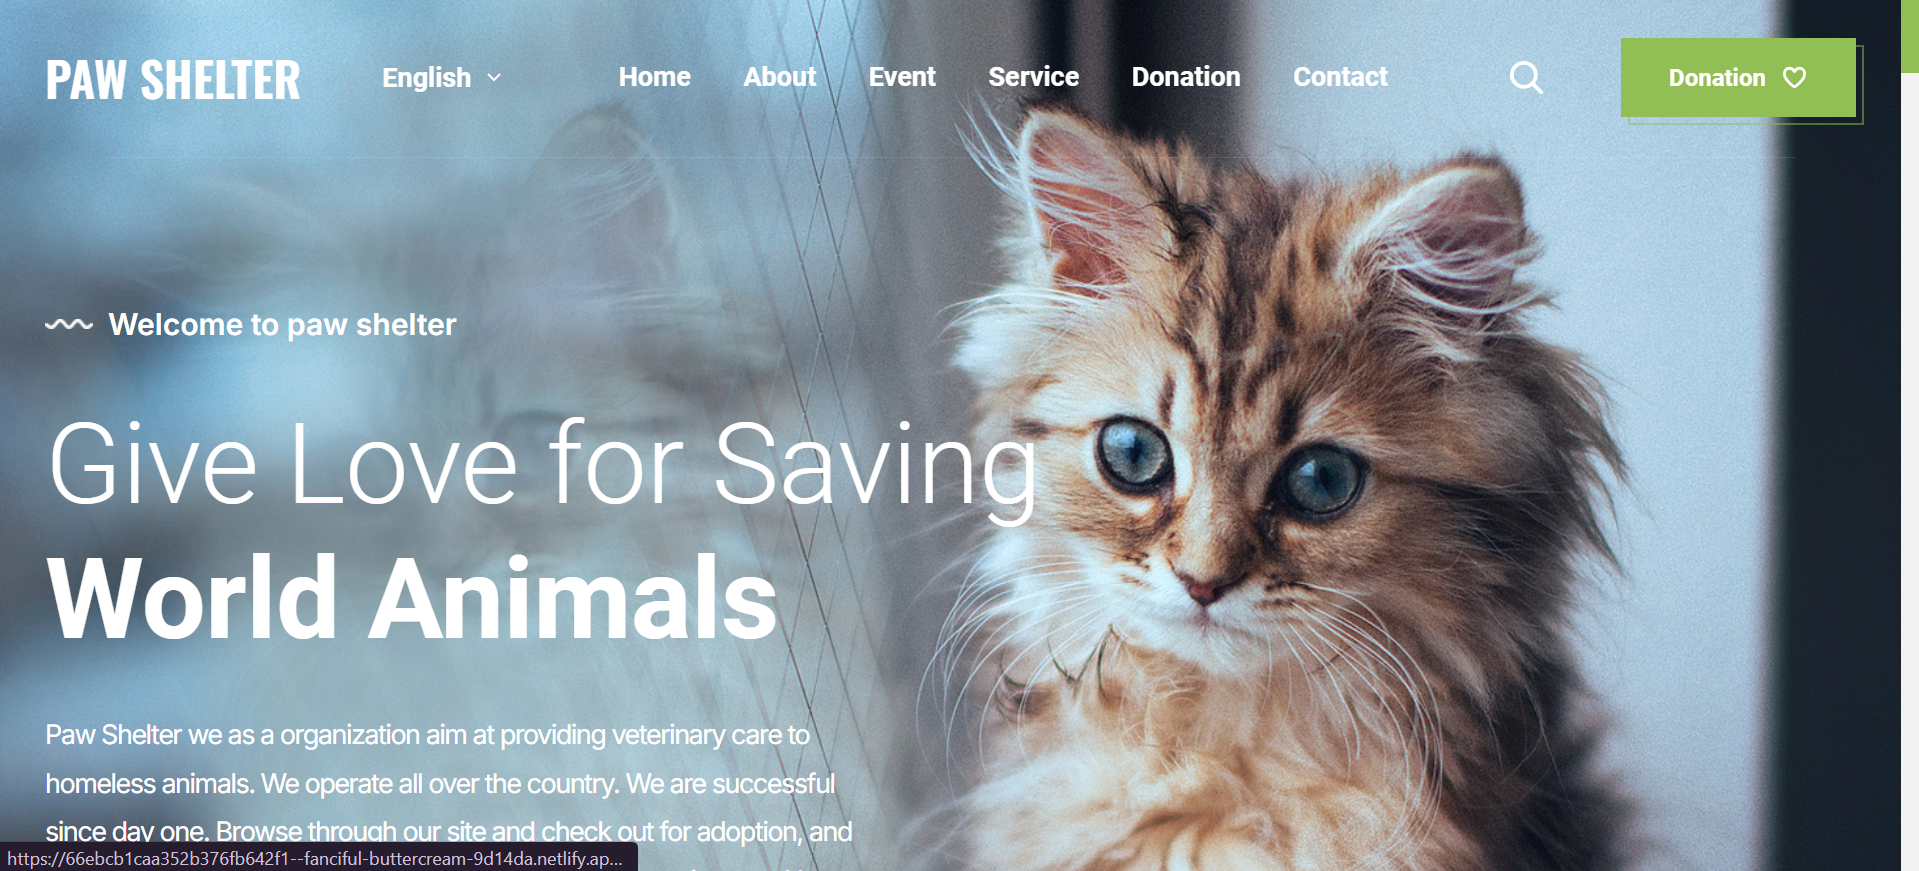 PAW SHELTER
English
Home About Event Service Donation Contact
Donation
Welcome to paw shelter
Give Love for Saving
World Animals
Paw Shelter we as a organization aim at providing veterinary care to
homeless animals. We operate all over the country. We are successful
since day one. Browse through our site and check out for adoption, and
https://66ebcb1caa352b376fb642f1--fanciful-buttercream-9d14da.netlify.ap...